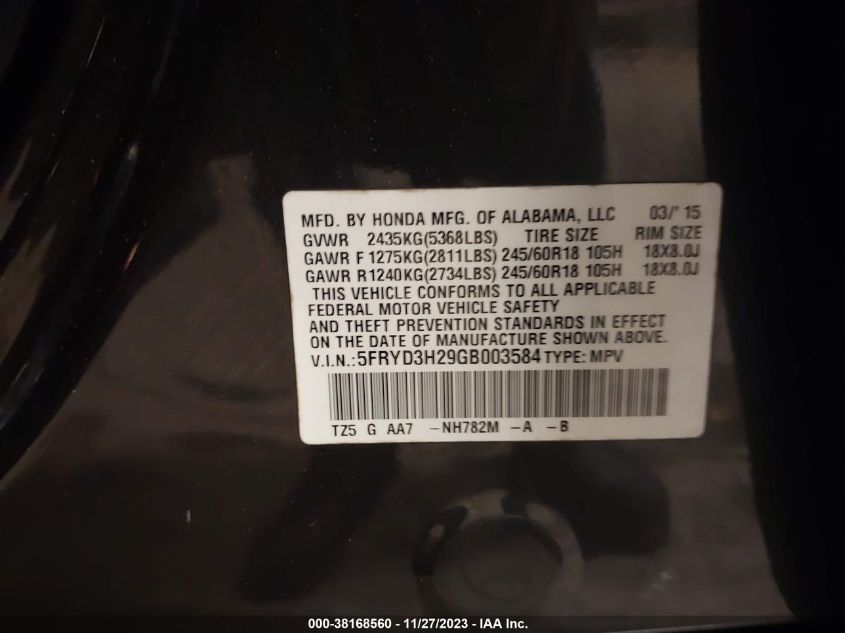 MFD. BY HONDA MFG. OF ALABAMA, LLC 03/'15
GVWR 2435KG(5368LBS) TIRE SIZE RIM SIZE
GAWR F 1275KG(2811LBS) 245/60R18 105H 18X8.0J
GAWR R1240KG(2734LBS) 245/60R18 105H 18X8.0J
THIS VEHICLE CONFORMS TO ALL APPLICABLE
FEDERAL MOTOR VEHICLE SAFETY
AND THEFT PREVENTION STANDARDS IN EFFECT
ON THE DATE OF MANUFACTURE SHOWN ABOVE.
V.I.N.:5FRYD3H29GB003584 TYPE: MPV
TZ5 G AA7 -NH782M -A -B
000-38168560 - 11/27/2023 - IAA Inc.